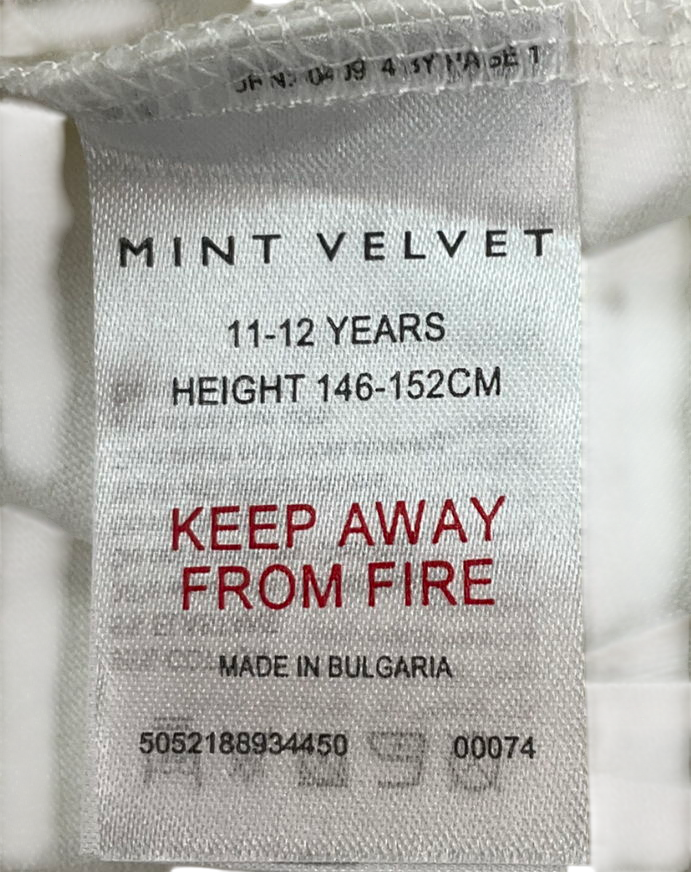 MINT VELVET
11-12 YEARS
HEIGHT 146-152CM
KEEP AWAY
FROM FIRE
MADE IN BULGARIA
5052188934450 00074